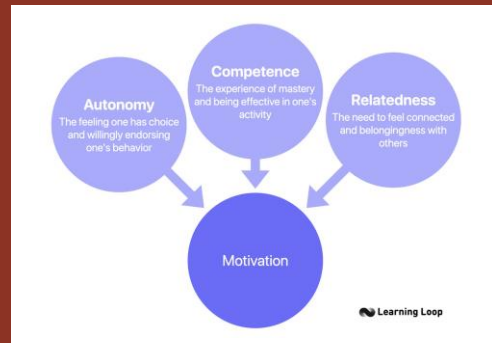 Autonomy
The feeling one has choice
and willingly endorsing
one's behavior
Competence
The experience of mastery
and being effective in one's
activity
Relatedness
The need to feel connected
and belongingness with
others
Motivation
Learning Loop